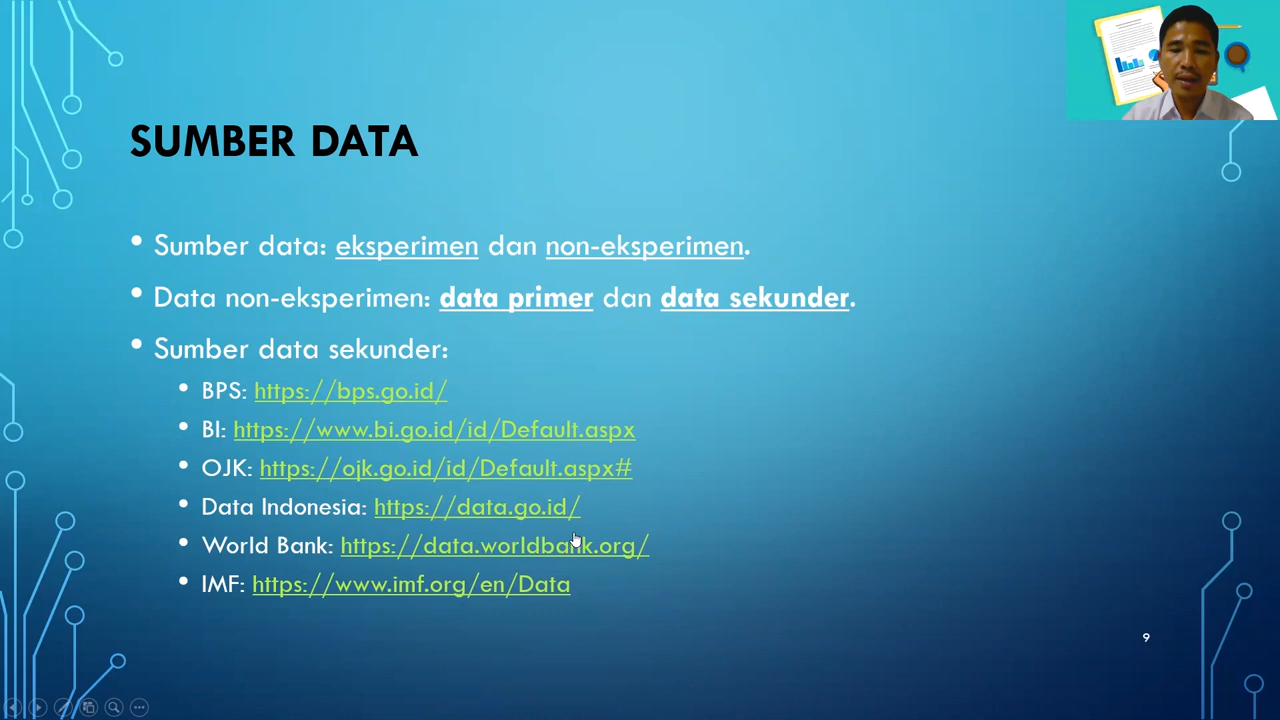 SUMBER DATA
• Sumber data: eksperimen dan non-eksperimen.
• Data non-eksperimen: data primer dan data sekunder.
• Sumber data sekunder:
• BPS: https://bps.go.id/
• BI: https://www.bi.go.id/id/Default.aspx
• OJK: https://ojk.go.id/id/Default.aspx#
• Data Indonesia: https://data.go.id/
• World Bank: https://data.worldbank.org/
• IMF: https://www.imf.org/en/Data
9